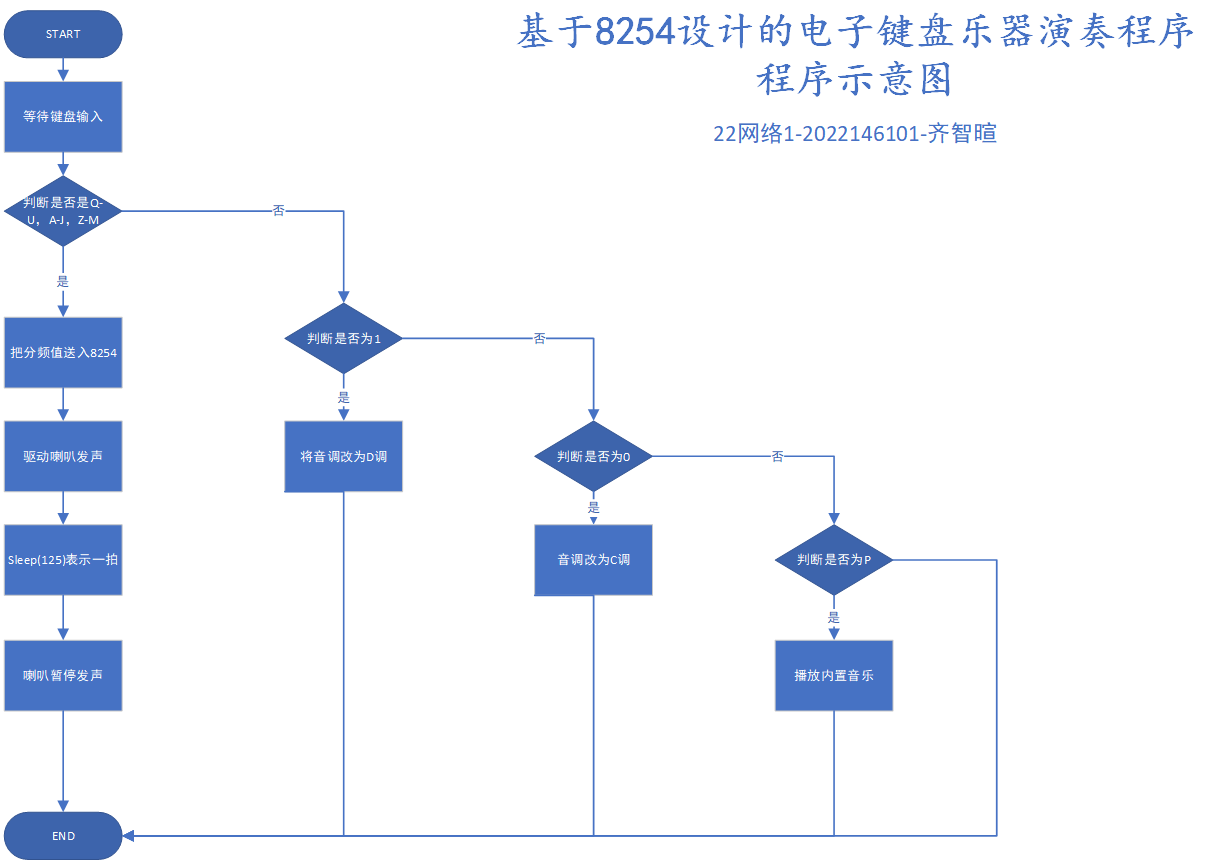 基于8254设计的电子键盘乐器演奏程序
程序示意图
22网络1-2022146101-齐智暄
START
等待键盘输入
判断是否是Q-
U，A-J，Z-M
否
是
把分频值送入8254
驱动喇叭发声
Sleep(125)表示一拍
喇叭暂停发声
END
判断是否为1
否
是
将音调改为D调
判断是否为0
否
是
音调改为C调
判断是否为P
是
播放内置音乐